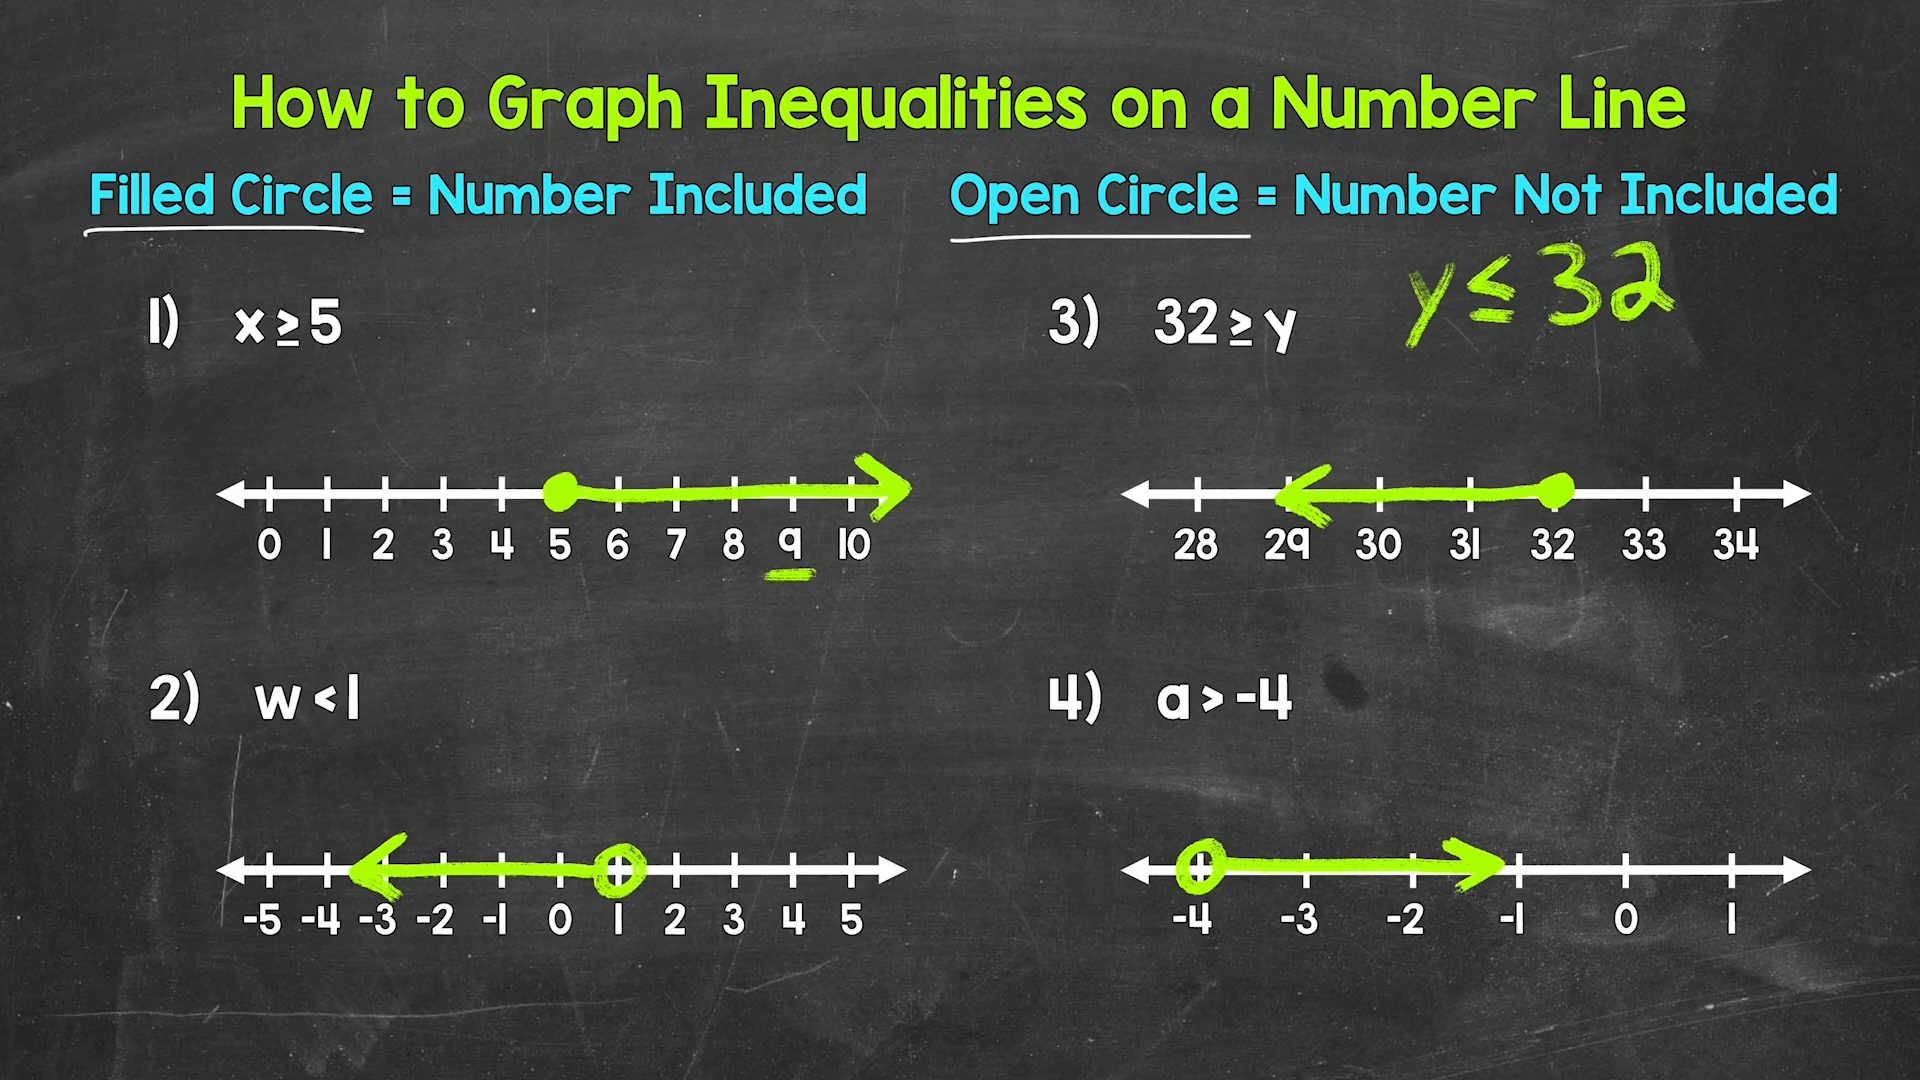 How to Graph Inequalities on a Number Line
Filled Circle = Number Included
Open Circle = Number Not Included
1) x ≥ 5
0 1 2 3 4 5 6 7 8 9 10
2) w < 1
-5 -4 -3 -2 -1 0 1 2 3 4 5
3) 32 ≥ y
y ≤ 32
28 29 30 31 32 33 34
4) a > -4
-4 -3 -2 -1 0 1